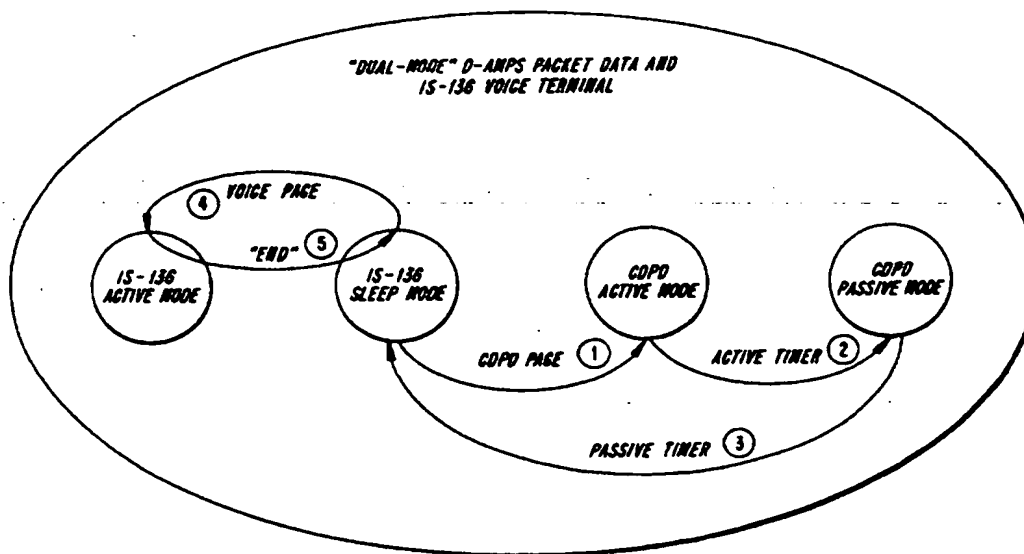 "DUAL-MODE" D-AMPS PACKET DATA AND
IS-136 VOICE TERMINAL
4 VOICE PAGE
"END" 5
IS-136
ACTIVE MODE
IS-136
SLEEP MODE
CDPD
ACTIVE MODE
CDPD
PASSIVE MODE
CDPD PAGE 1
ACTIVE TIMER 2
PASSIVE TIMER 3